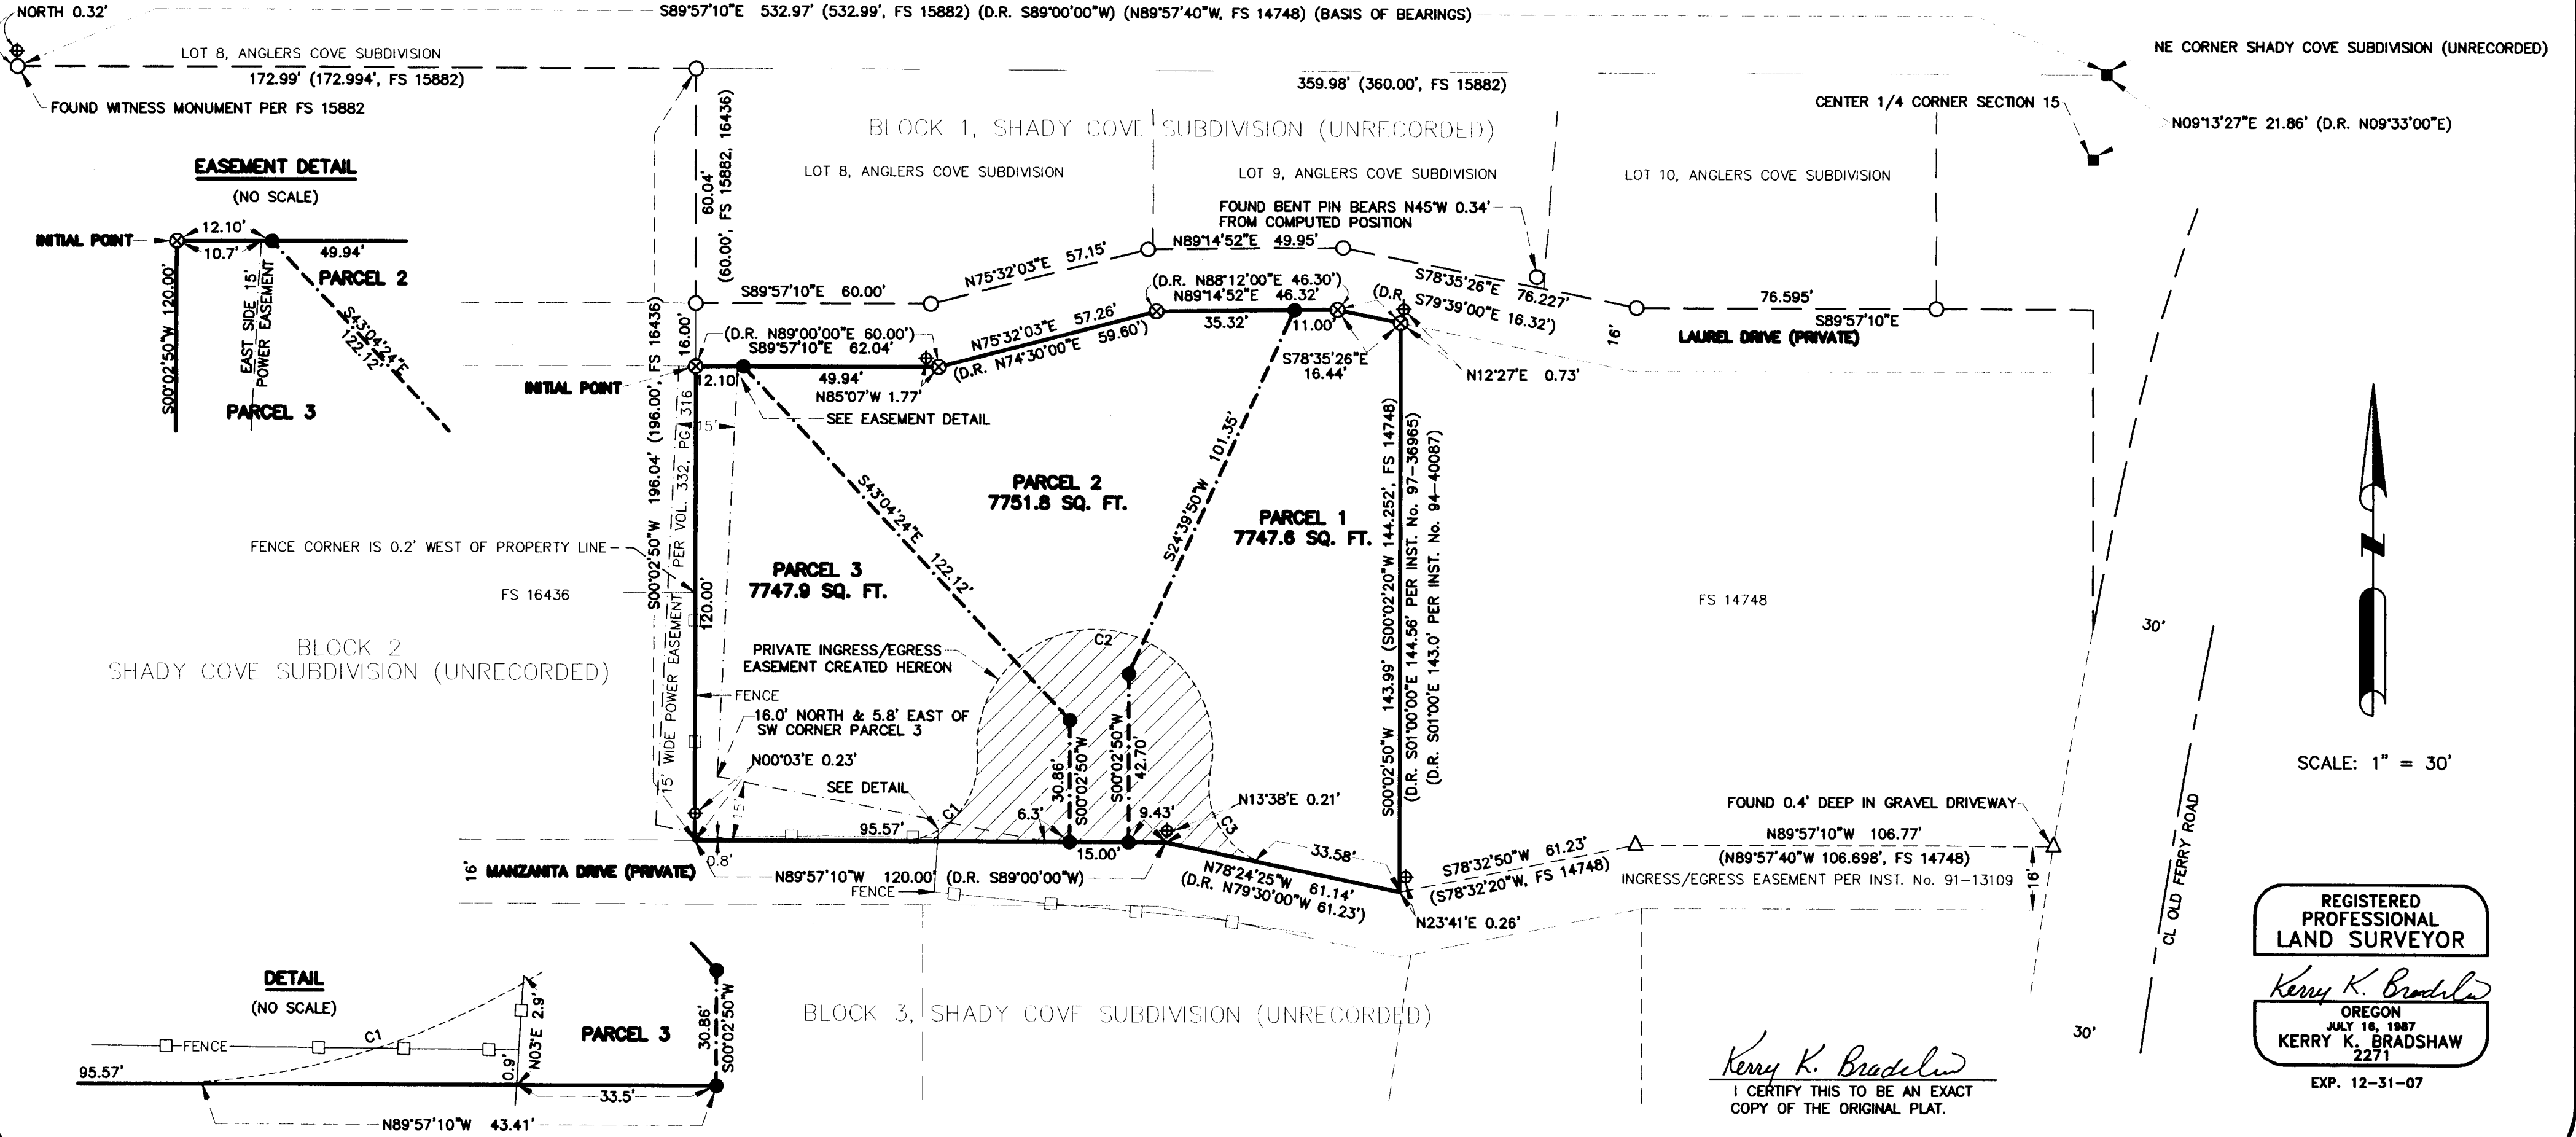 NORTH 0.32'
S89°57'10"E 532.97' (532.99', FS 15882) (D.R. S89°00'00"W) (N89°57'40"W, FS 14748) (BASIS OF BEARINGS)
NE CORNER SHADY COVE SUBDIVISION (UNRECORDED)
LOT 8, ANGLERS COVE SUBDIVISION
172.99' (172.994', FS 15882)
359.98' (360.00', FS 15882)
FOUND WITNESS MONUMENT PER FS 15882
CENTER 1/4 CORNER SECTION 15
N09°13'27"E 21.86' (D.R. N09°33'00"E)
BLOCK 1, SHADY COVE SUBDIVISION (UNRECORDED)
60.04'
(60.00', FS 15882, 16436)
LOT 8, ANGLERS COVE SUBDIVISION
LOT 9, ANGLERS COVE SUBDIVISION
LOT 10, ANGLERS COVE SUBDIVISION
FOUND BENT PIN BEARS N45°W 0.34'
FROM COMPUTED POSITION
EASEMENT DETAIL
(NO SCALE)
INITIAL POINT
12.10'
10.7'
49.94'
PARCEL 2
S00°02'50"W 120.00'
EAST SIDE 15'
POWER EASEMENT
S43°04'24"E
122.12'
PARCEL 3
S89°57'10"E 60.00'
N75°32'03"E 57.15'
N89°14'52"E 49.95'
S78°35'26"E 76.227'
76.595'
S89°57'10"E
16'
LAUREL DRIVE (PRIVATE)
(D.R. N88°12'00"E 46.30')
N89°14'52"E 46.32'
35.32'
11.00'
(D.R. S79°39'00"E 16.32')
S78°35'26"E
16.44'
N12°27'E 0.73'
16.00'
(D.R. N89°00'00"E 60.00')
S89°57'10"E 62.04'
N75°32'03"E 57.26'
(D.R. N74°30'00"E 59.60')
INITIAL POINT
12.10'
49.94'
N85°07'W 1.77'
SEE EASEMENT DETAIL
15'
S00°02'50"W 196.04' (196.00', FS 16436)
15' WIDE POWER EASEMENT PER VOL. 332, PG 316
120.00'
S43°04'24"E 122.12'
PARCEL 2
7751.8 SQ. FT.
S24°39'50"W 101.35'
PARCEL 1
7747.6 SQ. FT.
S00°02'50"W 143.99' (S00°02'20"W 144.252', FS 14748)
(D.R. S01°00'00"E 144.56' PER INST. No. 97-36965)
(D.R. S01°00'E 143.0' PER INST. No. 94-40087)
FENCE CORNER IS 0.2' WEST OF PROPERTY LINE
FS 16436
PARCEL 3
7747.9 SQ. FT.
FS 14748
BLOCK 2
SHADY COVE SUBDIVISION (UNRECORDED)
PRIVATE INGRESS/EGRESS
EASEMENT CREATED HEREON
C2
FENCE
16.0' NORTH & 5.8' EAST OF
SW CORNER PARCEL 3
N00°03'E 0.23'
SEE DETAIL
15'
C1
30.86'
S00°02'50"W
S00°02'50"W
42.70'
6.3'
9.43'
N13°38'E 0.21'
C3
95.57'
15.00'
0.8'
33.58'
16' MANZANITA DRIVE (PRIVATE)
N89°57'10"W 120.00' (D.R. S89°00'00"W)
FENCE
N78°24'25"W 61.14'
(D.R. N79°30'00"W 61.23')
N23°41'E 0.26'
S78°32'50"W 61.23'
(S78°32'20"W, FS 14748)
FOUND 0.4' DEEP IN GRAVEL DRIVEWAY
N89°57'10"W 106.77'
(N89°57'40"W 106.698', FS 14748)
INGRESS/EGRESS EASEMENT PER INST. No. 91-13109
16'
30'
30'
CL OLD FERRY ROAD
N
SCALE: 1" = 30'
DETAIL
(NO SCALE)
FENCE
C1
N03°E 2.9'
0.9'
PARCEL 3
30.86'
S00°02'50"W
95.57'
33.5'
N89°57'10"W 43.41'
BLOCK 3, SHADY COVE SUBDIVISION (UNRECORDED)
I CERTIFY THIS TO BE AN EXACT
COPY OF THE ORIGINAL PLAT.
REGISTERED
PROFESSIONAL
LAND SURVEYOR
OREGON
JULY 16, 1987
KERRY K. BRADSHAW
2271
EXP. 12-31-07